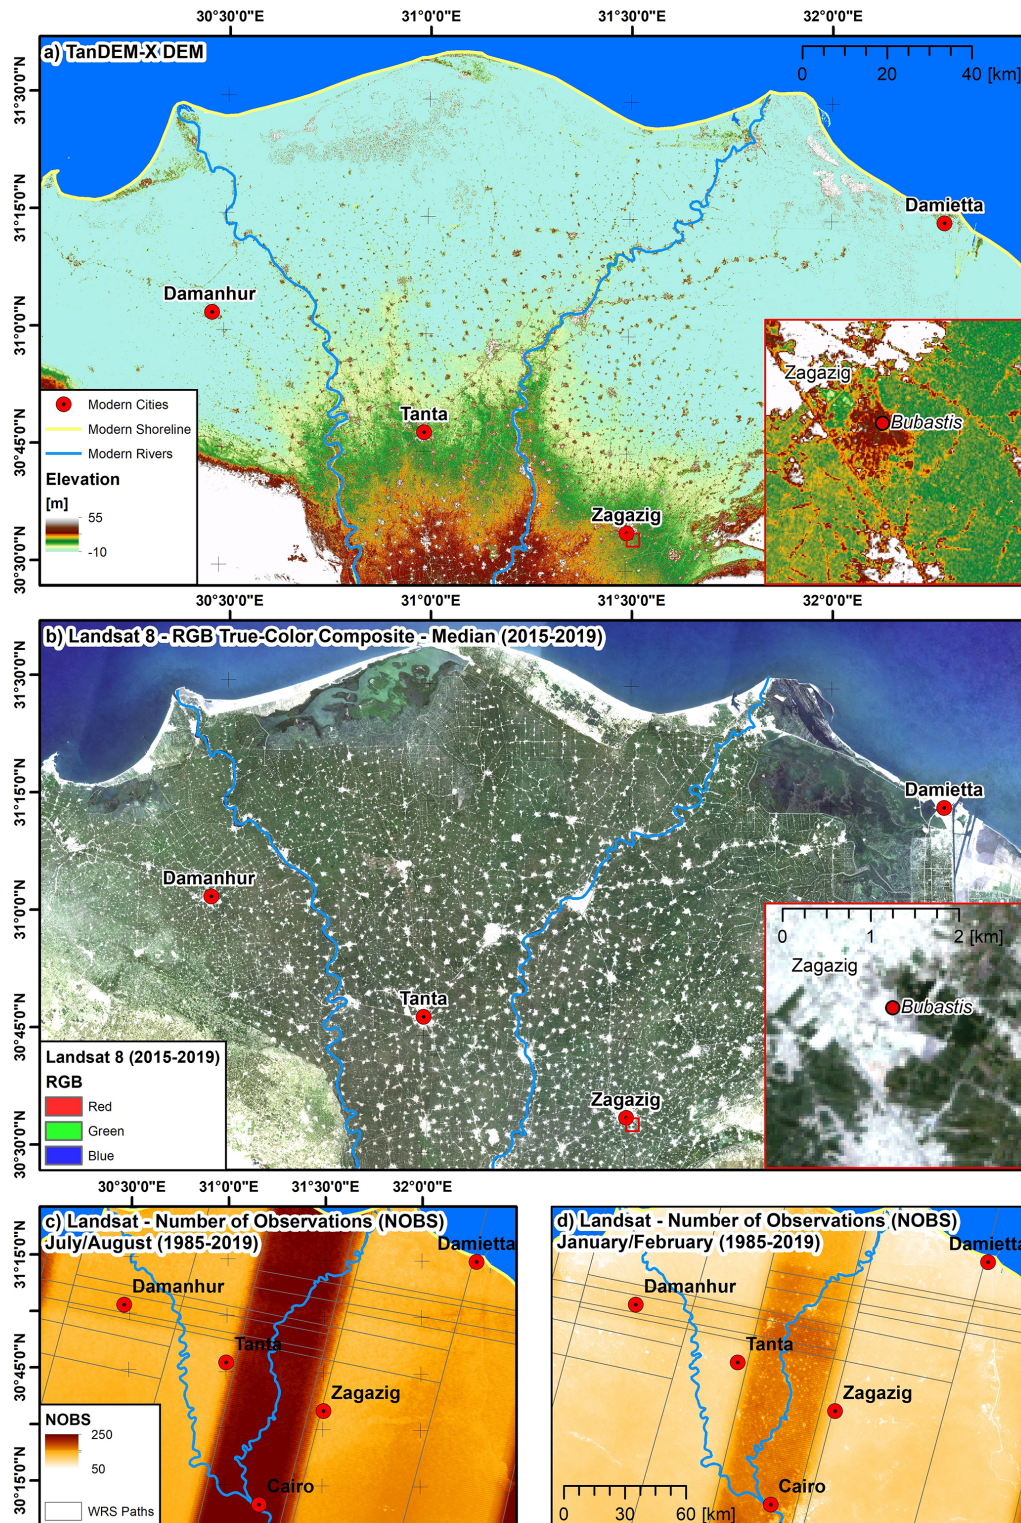 30°30'0"E 31°0'0"E 31°30'0"E 32°0'0"E
a) TanDEM-X DEM
0 20 40 [km]
31°30'0"N
31°15'0"N
31°0'0"N
30°45'0"N
30°30'0"N
Damietta
Damanhur
Tanta
Zagazig
Zagazig
Bubastis
Modern Cities
Modern Shoreline
Modern Rivers
Elevation
[m]
55
-10
30°30'0"E 31°0'0"E 31°30'0"E 32°0'0"E
b) Landsat 8 - RGB True-Color Composite - Median (2015-2019)
31°30'0"N
31°15'0"N
31°0'0"N
30°45'0"N
30°30'0"N
Damietta
Damanhur
Tanta
Zagazig
0 1 2 [km]
Zagazig
Bubastis
Landsat 8 (2015-2019)
RGB
Red
Green
Blue
30°30'0"E 31°0'0"E 31°30'0"E 32°0'0"E
c) Landsat - Number of Observations (NOBS)
July/August (1985-2019)
31°15'0"N
30°45'0"N
30°15'0"N
Damietta
Damanhur
Tanta
Zagazig
Cairo
NOBS
250
50
WRS Paths
d) Landsat - Number of Observations (NOBS)
January/February (1985-2019)
Damietta
Damanhur
Tanta
Zagazig
Cairo
0 30 60 [km]